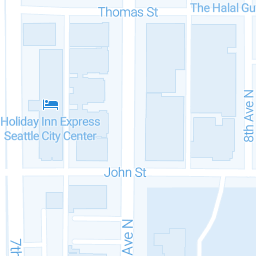 Thomas St
The Halal Gu
Holiday Inn Express
Seattle City Center
8th Ave N
John St
7th
Ave N